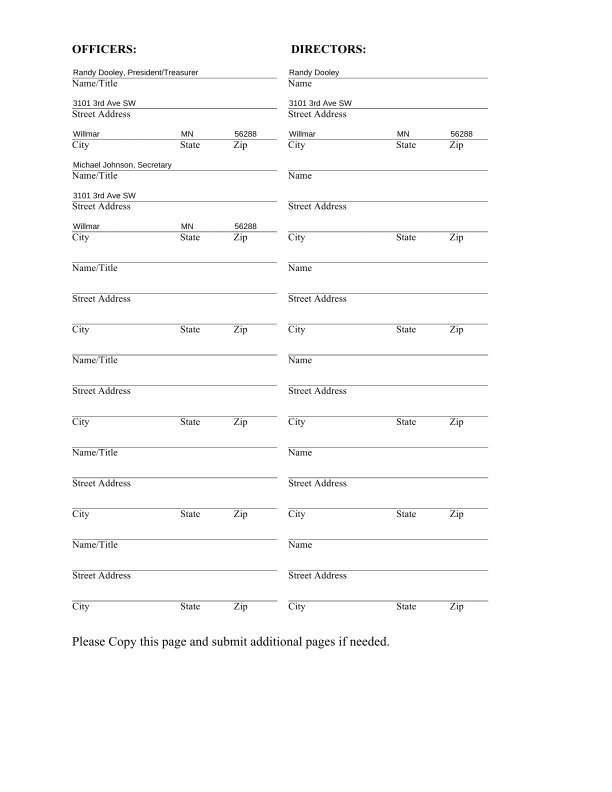 OFFICERS: DIRECTORS:
Randy Dooley, President/Treasurer Randy Dooley
Name/Title Name
3101 3rd Ave SW 3101 3rd Ave SW
Street Address Street Address
Willmar MN 56288 Willmar MN 56288
City State Zip City State Zip
Michael Johnson, Secretary
Name/Title Name
3101 3rd Ave SW
Street Address Street Address
Willmar MN 56288
City State Zip City State Zip
Name/Title Name
Street Address Street Address
City State Zip City State Zip
Name/Title Name
Street Address Street Address
City State Zip City State Zip
Name/Title Name
Street Address Street Address
City State Zip City State Zip
Name/Title Name
Street Address Street Address
City State Zip City State Zip
Please Copy this page and submit additional pages if needed.